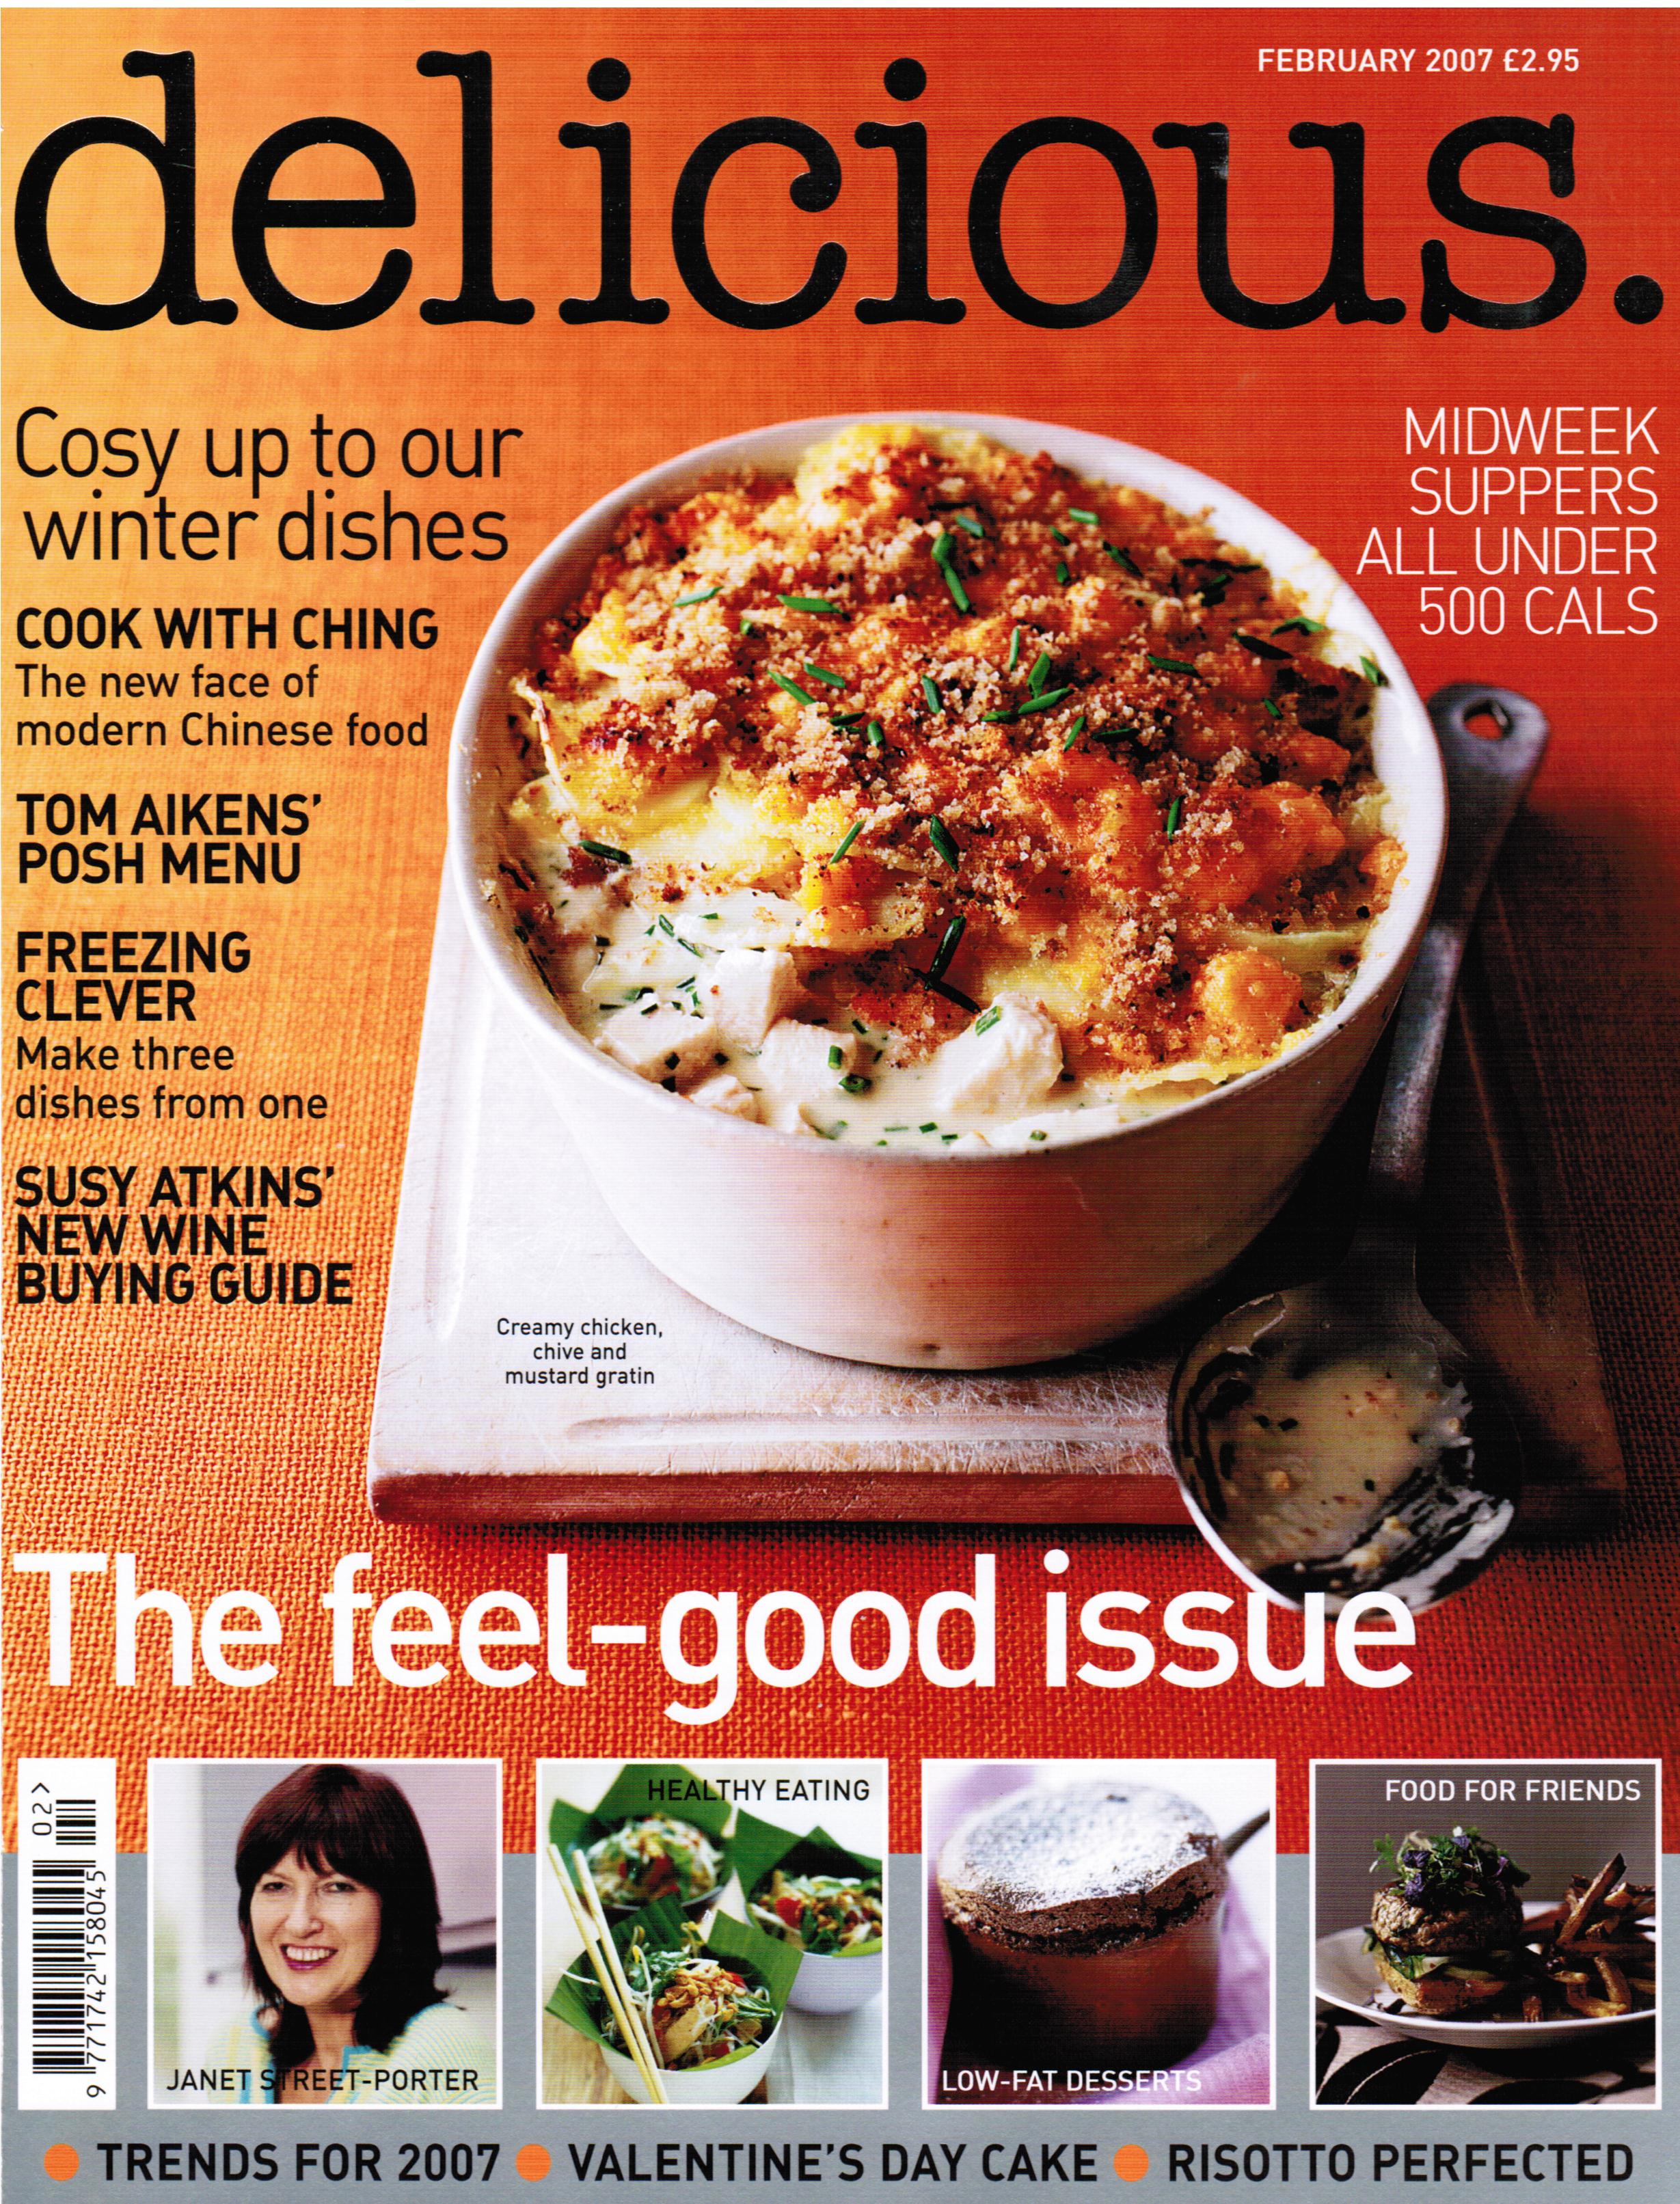 FEBRUARY 2007 £2.95
delicious.
Cosy up to our
winter dishes
COOK WITH CHING
The new face of
modern Chinese food
TOM AIKENS'
POSH MENU
FREEZING
CLEVER
Make three
dishes from one
SUSY ATKINS'
NEW WINE
BUYING GUIDE
MIDWEEK
SUPPERS
ALL UNDER
500 CALS
Creamy chicken,
chive and
mustard gratin
The feel-good issue
02>
9 771742 158045
JANET STREET-PORTER
HEALTHY EATING
LOW-FAT DESSERTS
FOOD FOR FRIENDS
● TRENDS FOR 2007 ● VALENTINE'S DAY CAKE ● RISOTTO PERFECTED